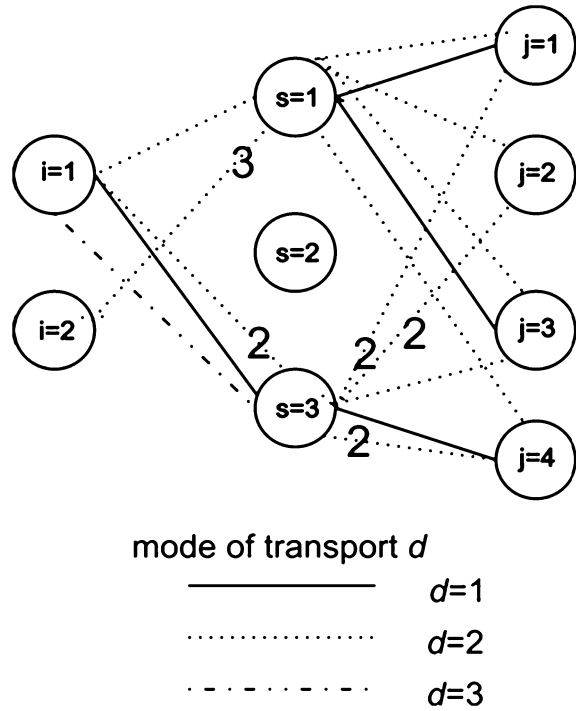 j=1
s=1
3
i=1
j=2
s=2
i=2
2
2
2
j=3
s=3
2
j=4
mode of transport d
d=1
d=2
d=3